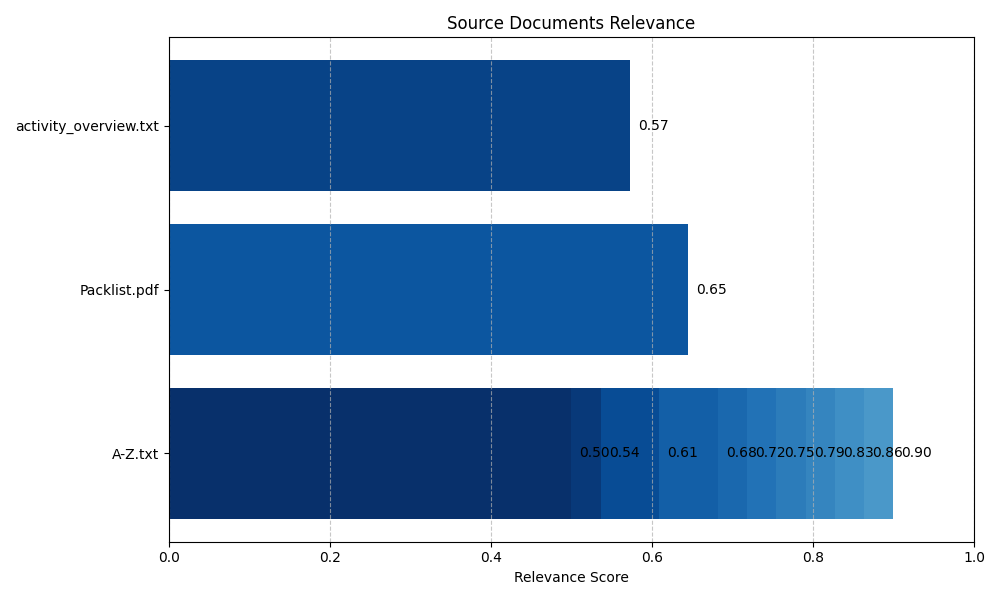 Source Documents Relevance
activity_overview.txt
0.57
Packlist.pdf
0.65
A-Z.txt
0.50 0.54 0.61 0.68 0.72 0.75 0.79 0.83 0.86 0.90
0.0 0.2 0.4 0.6 0.8 1.0
Relevance Score